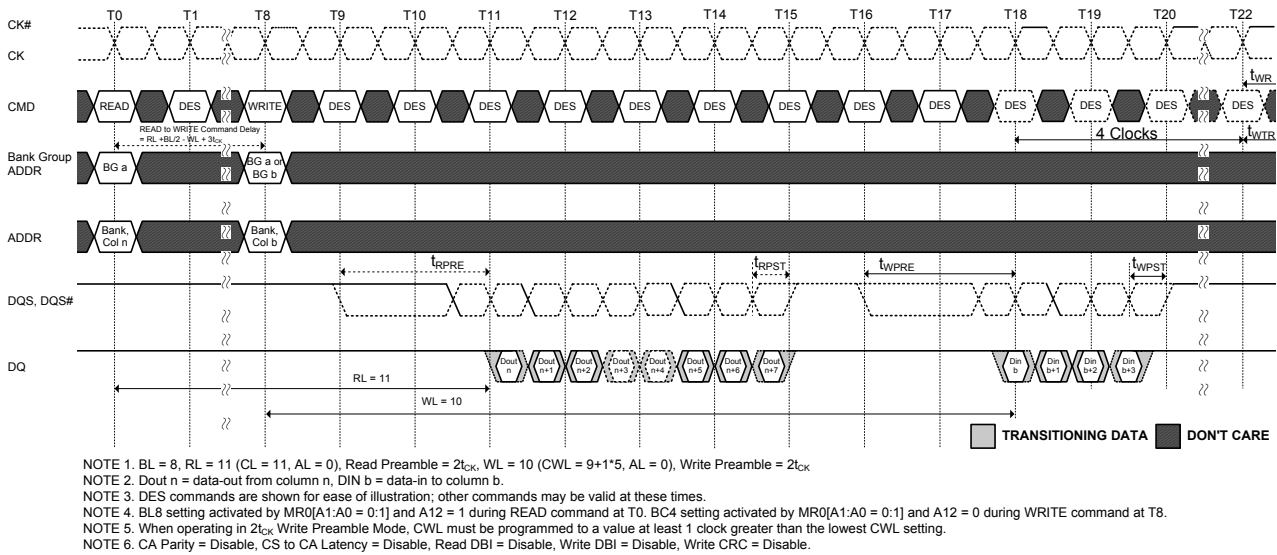 T0 T1 T8 T9 T10 T11 T12 T13 T14 T15 T16 T17 T18 T19 T20 T22
CK#
CK
tWR
CMD READ DES WRITE DES DES DES DES DES DES DES DES DES DES DES DES DES
READ to WRITE Command Delay
= RL +BL/2 - WL + 3tCK
4 Clocks tWTR
Bank Group
ADDR
BG a
BG a or
BG b
ADDR
Bank,
Col n
Bank,
Col b
tRPRE tRPST tWPRE tWPST
DQS, DQS#
DQ
Dout
n
Dout
n+1
Dout
n+2
Dout
n+3
Dout
n+4
Dout
n+5
Dout
n+6
Dout
n+7
Din
b
Din
b+1
Din
b+2
Din
b+3
RL = 11
WL = 10
TRANSITIONING DATA DON'T CARE
NOTE 1. BL = 8, RL = 11 (CL = 11, AL = 0), Read Preamble = 2tCK, WL = 10 (CWL = 9+1*5, AL = 0), Write Preamble = 2tCK
NOTE 2. Dout n = data-out from column n, DIN b = data-in to column b.
NOTE 3. DES commands are shown for ease of illustration; other commands may be valid at these times.
NOTE 4. BL8 setting activated by MR0[A1:A0 = 0:1] and A12 = 1 during READ command at T0. BC4 setting activated by MR0[A1:A0 = 0:1] and A12 = 0 during WRITE command at T8.
NOTE 5. When operating in 2tCK Write Preamble Mode, CWL must be programmed to a value at least 1 clock greater than the lowest CWL setting.
NOTE 6. CA Parity = Disable, CS to CA Latency = Disable, Read DBI = Disable, Write DBI = Disable, Write CRC = Disable.